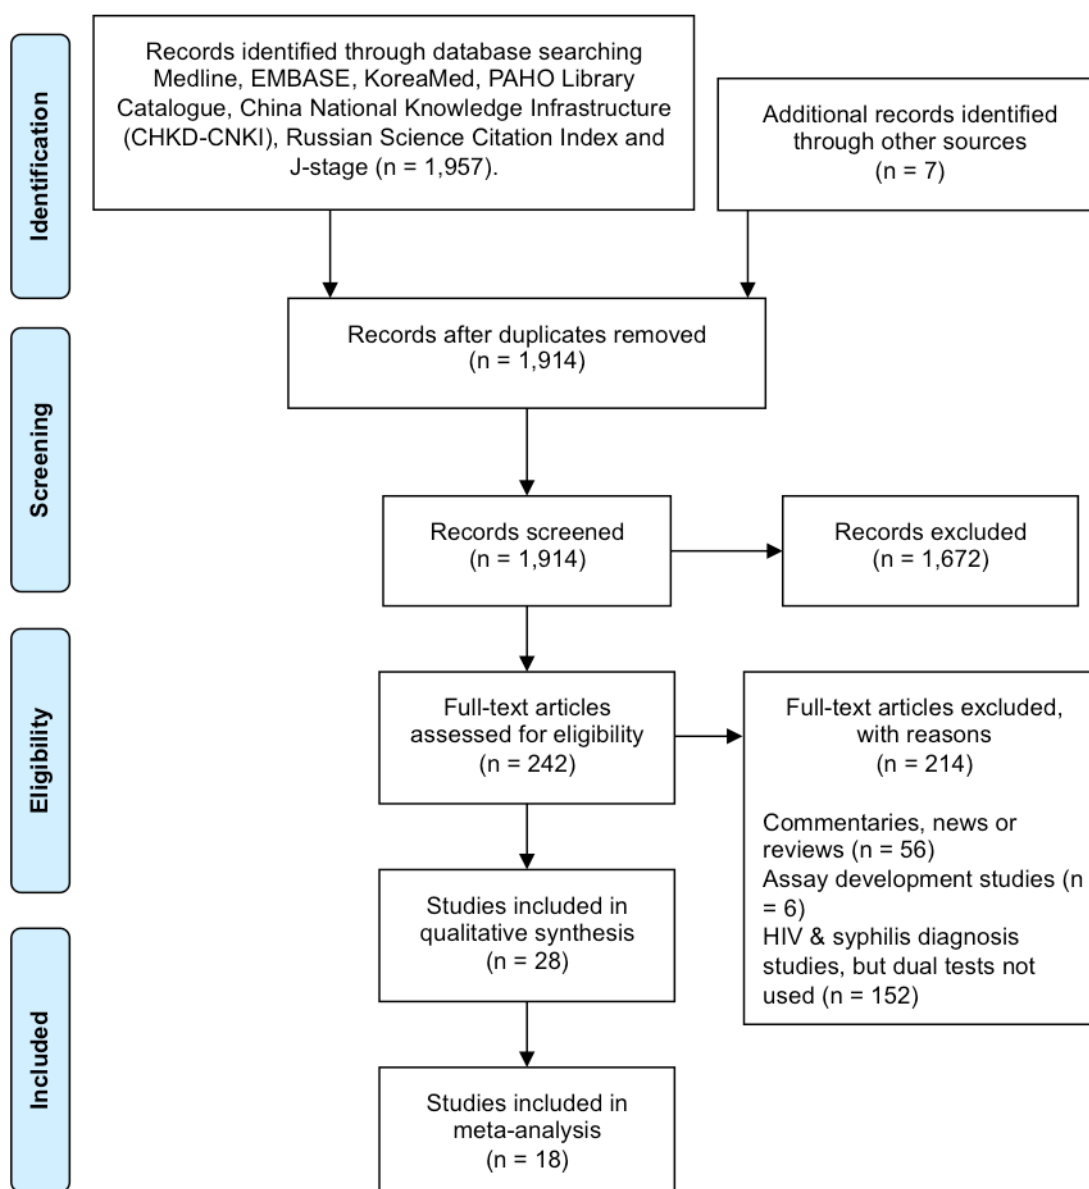 Identification
Records identified through database searching
Medline, EMBASE, KoreaMed, PAHO Library
Catalogue, China National Knowledge Infrastructure
(CHKD-CNKI), Russian Science Citation Index and
J-stage (n = 1,957).
Additional records identified
through other sources
(n = 7)
Screening
Records after duplicates removed
(n = 1,914)
Records screened
(n = 1,914)
Records excluded
(n = 1,672)
Eligibility
Full-text articles
assessed for eligibility
(n = 242)
Full-text articles excluded,
with reasons
(n = 214)
Commentaries, news or
reviews (n = 56)
Assay development studies (n
= 6)
HIV & syphilis diagnosis
studies, but dual tests not
used (n = 152)
Studies included in
qualitative synthesis
(n = 28)
Included
Studies included in
meta-analysis
(n = 18)